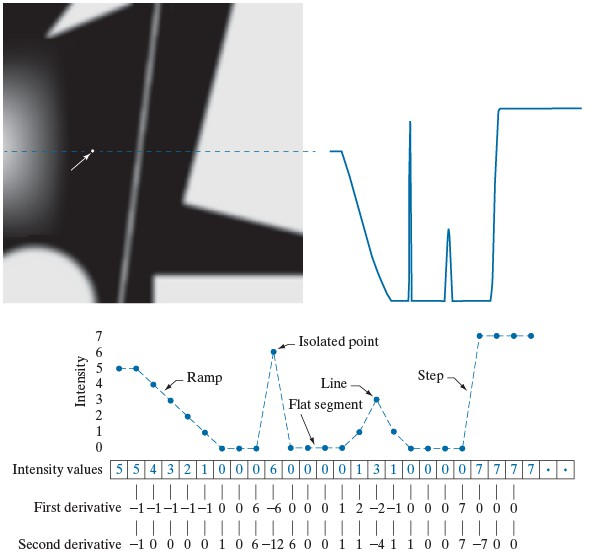 7
6 Isolated point
5
Ramp
Step
4
Line
3
Flat segment
2
1
0
Intensity
Intensity values 5 5 4 3 2 1 0 0 0 6 0 0 0 0 1 3 1 0 0 0 0 7 7 7 7 · ·
First derivative −1 −1 −1 −1 −1 0 0 6 −6 0 0 0 1 2 −2 −1 0 0 0 7 0 0 0
Second derivative −1 0 0 0 0 1 0 6 −12 6 0 0 1 1 −4 1 1 0 0 7 −7 0 0